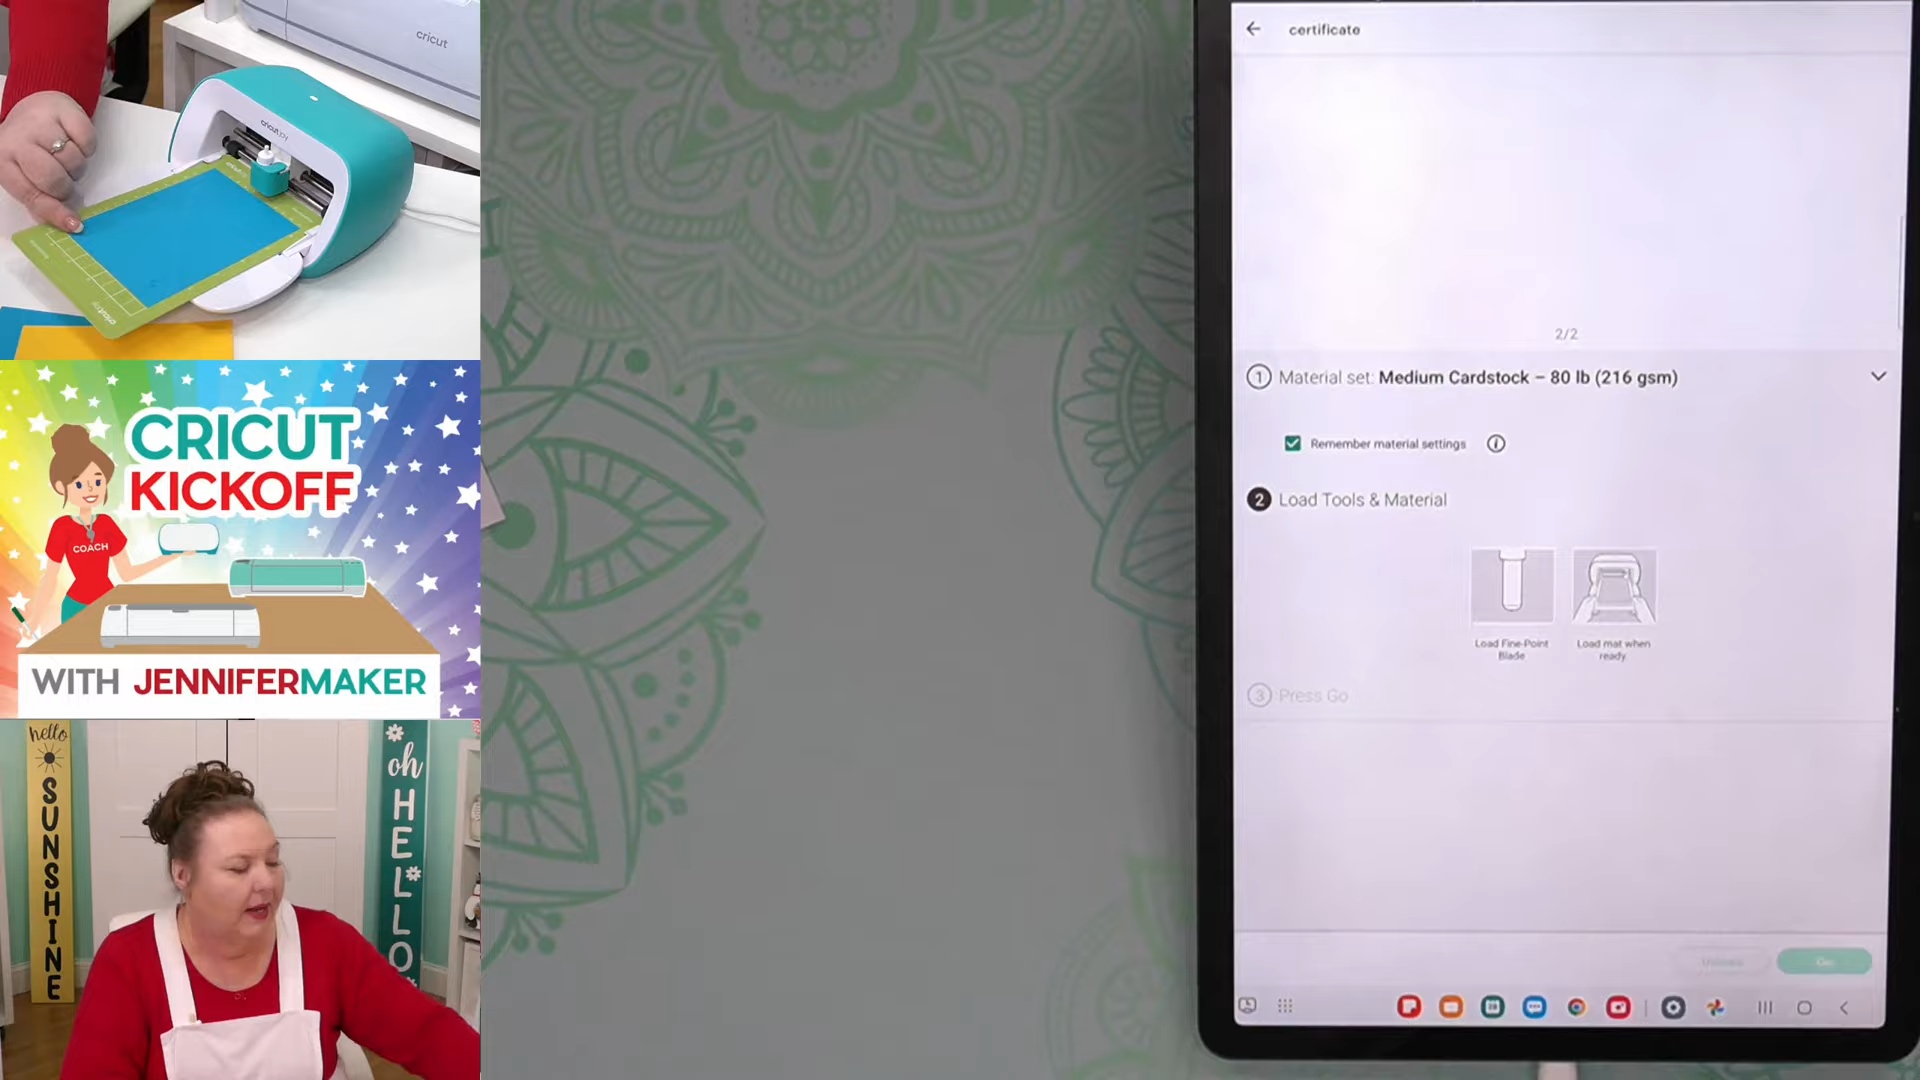 cricut
cricut joy
CRICUT
KICKOFF
COACH
WITH JENNIFERMAKER
hello
SUNSHINE
oh
HELLO
certificate
2/2
1 Material set: Medium Cardstock – 80 lb (216 gsm)
Remember material settings
2 Load Tools & Material
Load Fine-Point
Blade
Load mat when
ready.
3 Press Go
Go